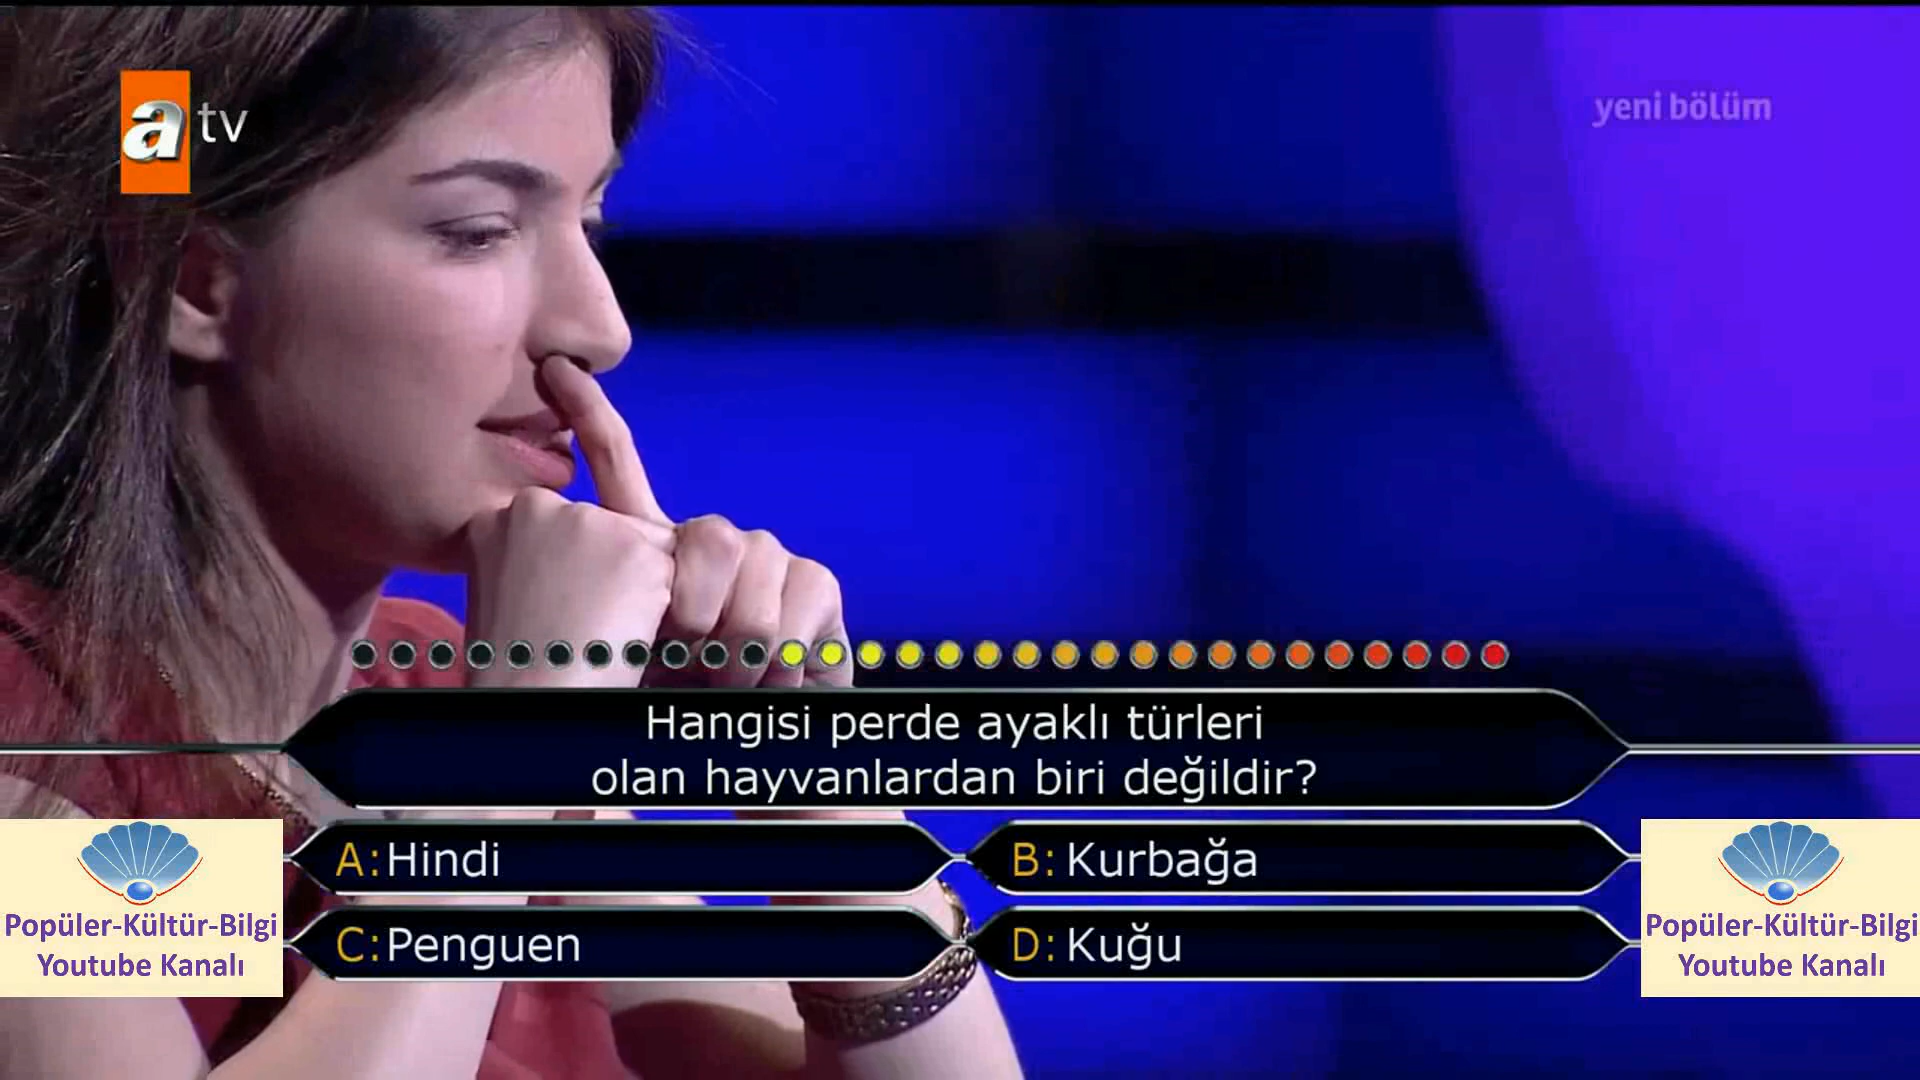 a tv
yeni bölüm
Hangisi perde ayaklı türleri
olan hayvanlardan biri değildir?
A: Hindi
B: Kurbağa
C: Penguen
D: Kuğu
Popüler-Kültür-Bilgi
Youtube Kanalı
Popüler-Kültür-Bilgi
Youtube Kanalı